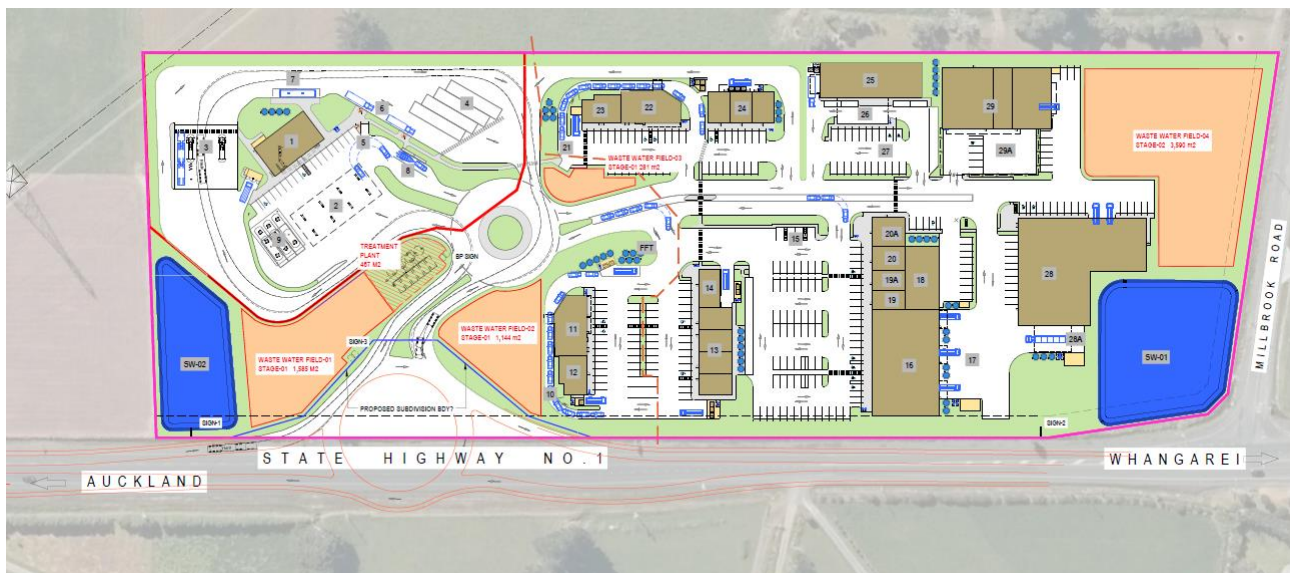 7
6
4
3
1
5
8
2
9
TREATMENT
PLANT
457 M2
BP SIGN
SW-02
WASTE WATER FIELD-01
STAGE-01 1,585 M2
SIGN-3
WASTE WATER FIELD-02
STAGE-01 1,144 m2
PROPOSED SUBDIVISION BDY?
SIGN-1
23
22
24
25
26
29
21
27
29A
WASTE WATER FIELD-03
STAGE-01 281 m2
WASTE WATER FIELD-04
STAGE-02 3,590 m2
FFT
15
20A
20
19A
19
18
28
14
11
13
12
10
16
17
28A
SW-01
SIGN-2
MILLBROOK ROAD
STATE HIGHWAY NO.1
AUCKLAND
WHANGAREI